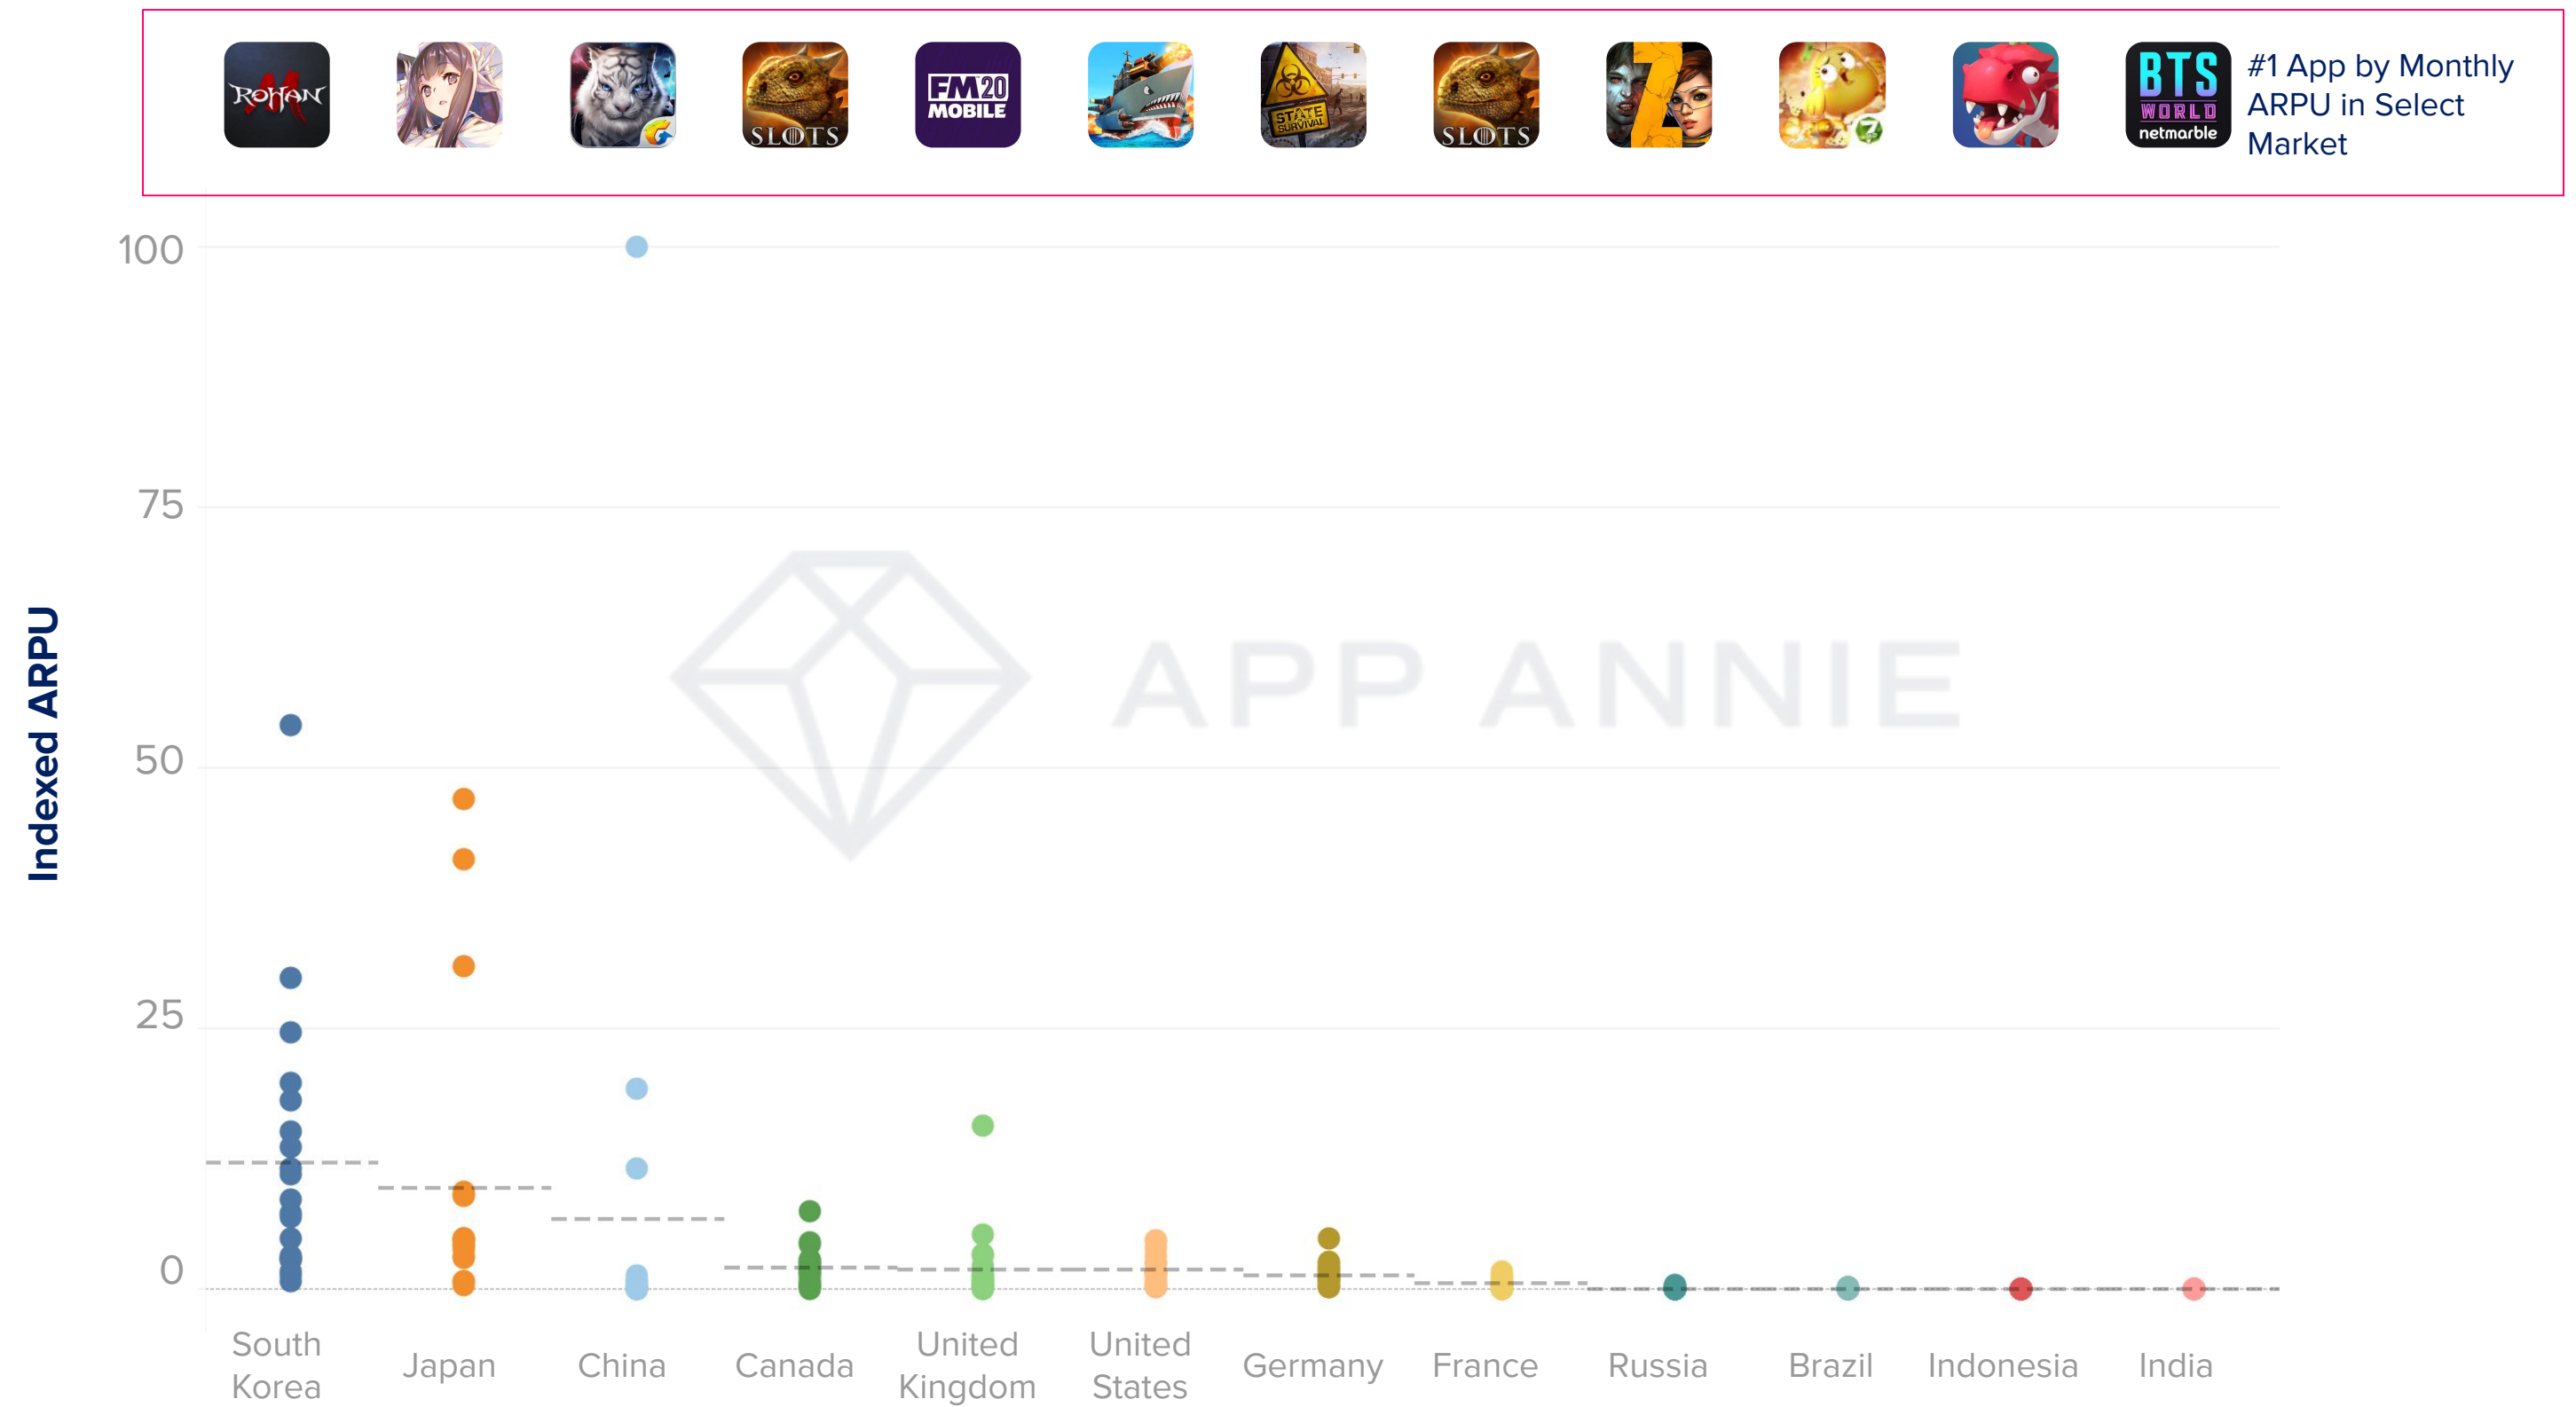 ROHAN
M
SLOTS
FM20
MOBILE
STATE
SURVIVAL
SLOTS
Z
7
BTS
WORLD
netmarble
#1 App by Monthly
ARPU in Select
Market
100
75
50
25
0
Indexed ARPU
APP ANNIE
South
Korea
Japan
China
Canada
United
Kingdom
United
States
Germany
France
Russia
Brazil
Indonesia
India